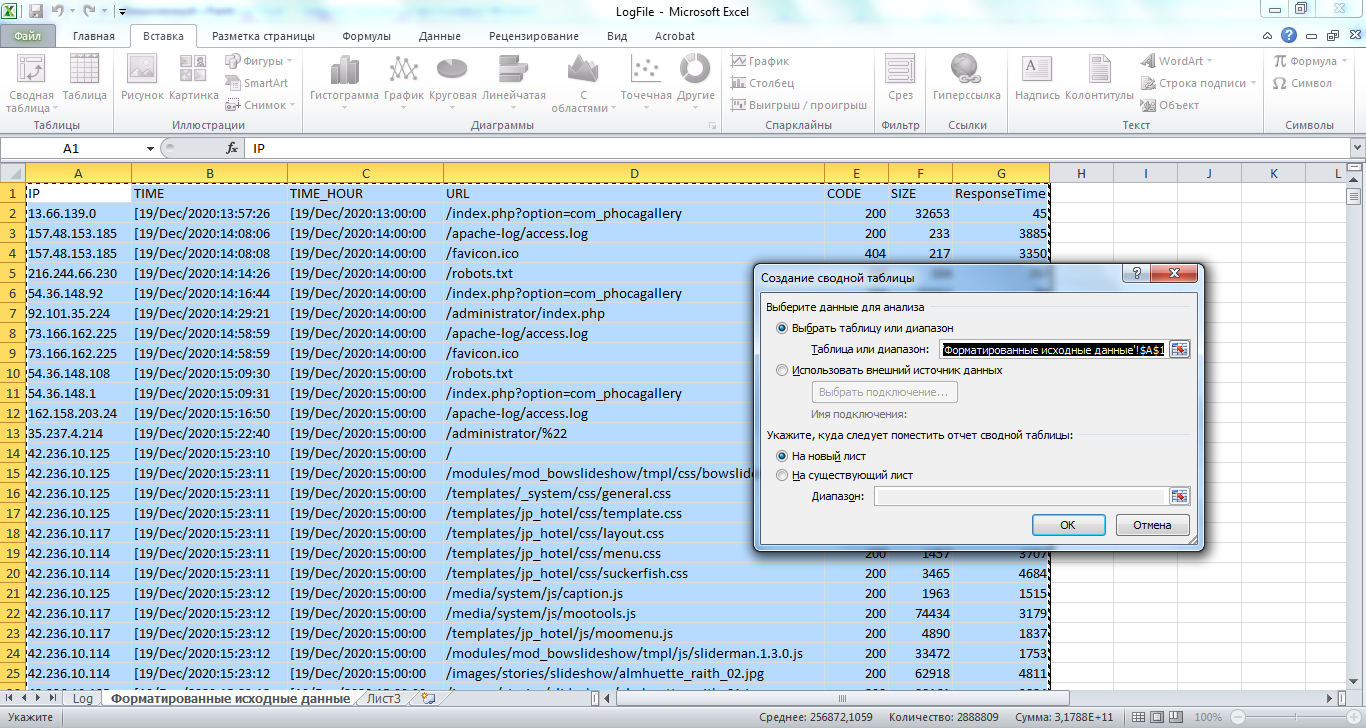 LogFile - Microsoft Excel
Файл Главная Вставка Разметка страницы Формулы Данные Рецензирование Вид Acrobat
Сводная таблица Таблица Рисунок Картинка Фигуры SmartArt Снимок Гистограмма График Круговая Линейчатая С областями Точечная Другие График Столбец Выигрыш / проигрыш Срез Гиперссылка Надпись Колонтитулы WordArt Строка подписи Объект Формула Символ
Таблицы Иллюстрации Диаграммы Спарклайны Фильтр Ссылки Текст Символы
A1 fx IP
A B C D E F G H I J K L
1 IP TIME TIME_HOUR URL CODE SIZE ResponseTime
2 13.66.139.0 [19/Dec/2020:13:57:26 [19/Dec/2020:13:00:00 /index.php?option=com_phocagallery 200 32653 45
3 157.48.153.185 [19/Dec/2020:14:08:06 [19/Dec/2020:14:00:00 /apache-log/access.log 200 233 3885
4 157.48.153.185 [19/Dec/2020:14:08:08 [19/Dec/2020:14:00:00 /favicon.ico 404 217 3350
5 216.244.66.230 [19/Dec/2020:14:14:26 [19/Dec/2020:14:00:00 /robots.txt
6 54.36.148.92 [19/Dec/2020:14:16:44 [19/Dec/2020:14:00:00 /index.php?option=com_phocagallery
7 92.101.35.224 [19/Dec/2020:14:29:21 [19/Dec/2020:14:00:00 /administrator/index.php
8 73.166.162.225 [19/Dec/2020:14:58:59 [19/Dec/2020:14:00:00 /apache-log/access.log
9 73.166.162.225 [19/Dec/2020:14:58:59 [19/Dec/2020:14:00:00 /favicon.ico
10 54.36.148.108 [19/Dec/2020:15:09:30 [19/Dec/2020:15:00:00 /robots.txt
11 54.36.148.1 [19/Dec/2020:15:09:31 [19/Dec/2020:15:00:00 /index.php?option=com_phocagallery
12 162.158.203.24 [19/Dec/2020:15:16:50 [19/Dec/2020:15:00:00 /apache-log/access.log
13 35.237.4.214 [19/Dec/2020:15:22:40 [19/Dec/2020:15:00:00 /administrator/%22
14 42.236.10.125 [19/Dec/2020:15:23:10 [19/Dec/2020:15:00:00 /
15 42.236.10.125 [19/Dec/2020:15:23:11 [19/Dec/2020:15:00:00 /modules/mod_bowslideshow/tmpl/css/bowslide
16 42.236.10.125 [19/Dec/2020:15:23:11 [19/Dec/2020:15:00:00 /templates/_system/css/general.css
17 42.236.10.125 [19/Dec/2020:15:23:11 [19/Dec/2020:15:00:00 /templates/jp_hotel/css/template.css
18 42.236.10.117 [19/Dec/2020:15:23:11 [19/Dec/2020:15:00:00 /templates/jp_hotel/css/layout.css
19 42.236.10.114 [19/Dec/2020:15:23:11 [19/Dec/2020:15:00:00 /templates/jp_hotel/css/menu.css 200 1457 3707
20 42.236.10.114 [19/Dec/2020:15:23:11 [19/Dec/2020:15:00:00 /templates/jp_hotel/css/suckerfish.css 200 3465 4684
21 42.236.10.125 [19/Dec/2020:15:23:12 [19/Dec/2020:15:00:00 /media/system/js/caption.js 200 1963 1515
22 42.236.10.117 [19/Dec/2020:15:23:12 [19/Dec/2020:15:00:00 /media/system/js/mootools.js 200 74434 3179
23 42.236.10.117 [19/Dec/2020:15:23:12 [19/Dec/2020:15:00:00 /templates/jp_hotel/js/moomenu.js 200 4890 1837
24 42.236.10.114 [19/Dec/2020:15:23:12 [19/Dec/2020:15:00:00 /modules/mod_bowslideshow/tmpl/js/sliderman.1.3.0.js 200 33472 1753
25 42.236.10.114 [19/Dec/2020:15:23:12 [19/Dec/2020:15:00:00 /images/stories/slideshow/almhuette_raith_02.jpg 200 62918 4811
Создание сводной таблицы
Выберите данные для анализа
Выбрать таблицу или диапазон
Таблица или диапазон: 'Форматированные исходные данные'!$A$1
Использовать внешний источник данных
Выбрать подключение...
Имя подключения:
Укажите, куда следует поместить отчет сводной таблицы:
На новый лист
На существующий лист
Диапазон:
ОК Отмена
Log Форматированные исходные данные Лист3
Укажите Среднее: 256872,1059 Количество: 2888809 Сумма: 3,1788E+11 100%